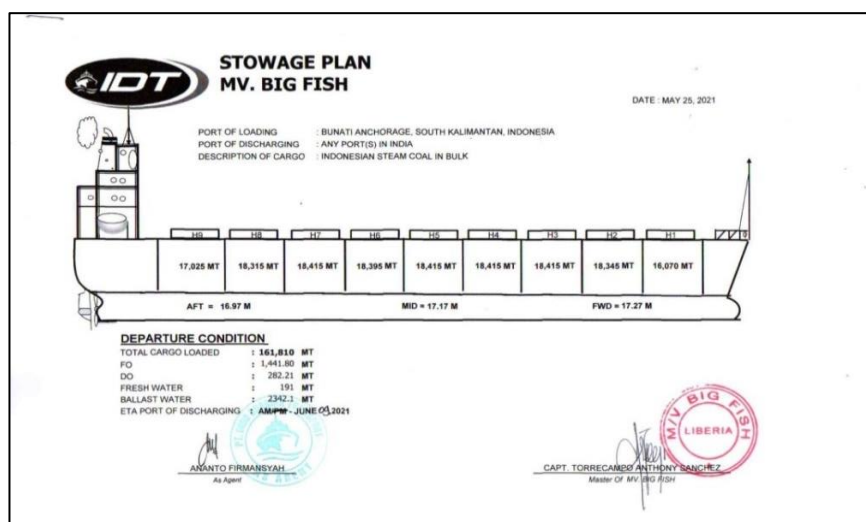 IDT
STOWAGE PLAN
MV. BIG FISH
DATE : MAY 25, 2021
PORT OF LOADING : BUNATI ANCHORAGE, SOUTH KALIMANTAN, INDONESIA
PORT OF DISCHARGING : ANY PORT(S) IN INDIA
DESCRIPTION OF CARGO : INDONESIAN STEAM COAL IN BULK
H9 H8 H7 H6 H5 H4 H3 H2 H1
17,025 MT 18,315 MT 18,415 MT 18,395 MT 18,415 MT 18,415 MT 18,415 MT 18,345 MT 16,070 MT
AFT = 16.97 M MID = 17.17 M FWD = 17.27 M
DEPARTURE CONDITION
TOTAL CARGO LOADED : 161,810 MT
FO : 1,441.80 MT
DO : 282.21 MT
FRESH WATER : 191 MT
BALLAST WATER : 2342.1 MT
ETA PORT OF DISCHARGING : AM/PM - JUNE 09, 2021
M/V BIG FISH
LIBERIA
ANANTO FIRMANSYAH
As Agent
AS AGENT
CAPT. TORRECAMPO ANTHONY SANCHEZ
Master Of MV. BIG FISH